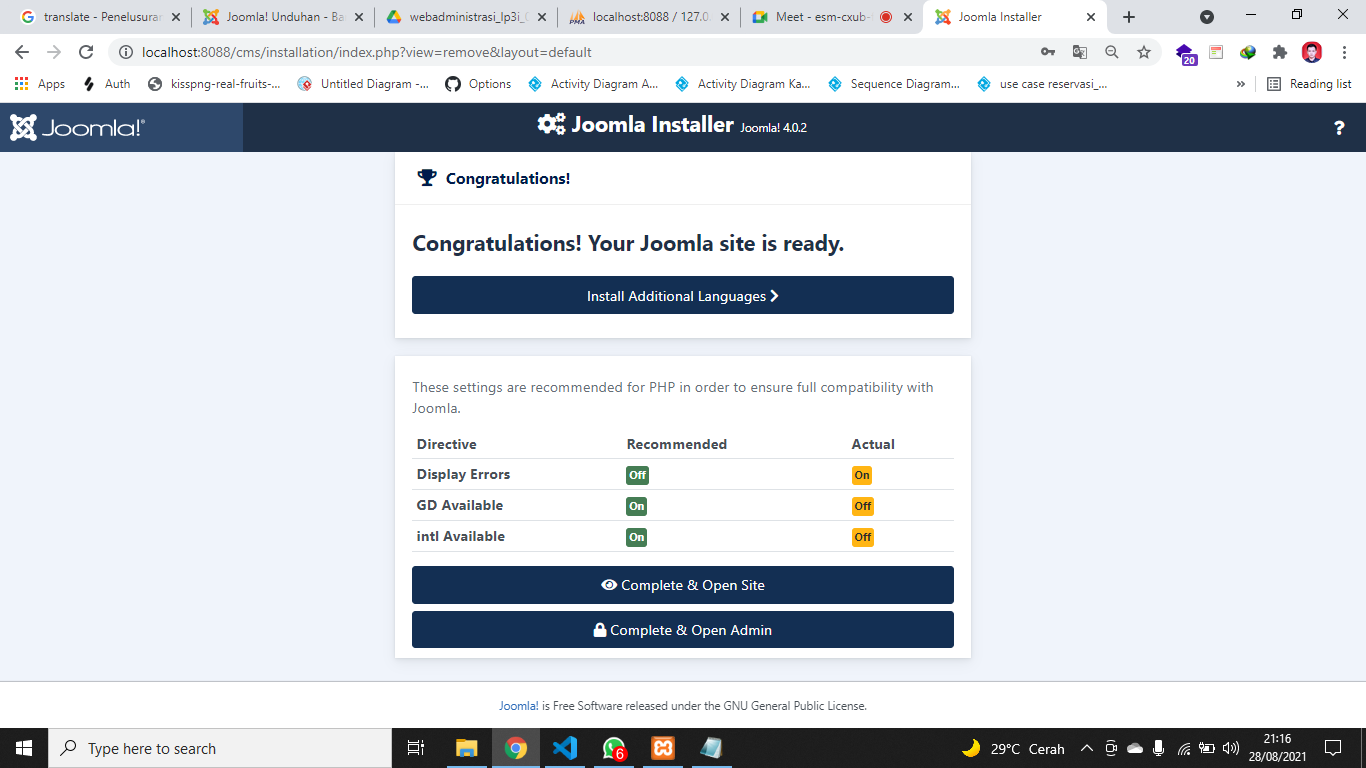 translate - Penelusuran
Joomla! Unduhan - Ba
webadministrasi_lp3i_
localhost:8088 / 127.0.
Meet - esm-cxub-
Joomla Installer
localhost:8088/cms/installation/index.php?view=remove&layout=default
20
Apps
Auth
kisspng-real-fruits-...
Untitled Diagram -...
Options
Activity Diagram A...
Activity Diagram Ka...
Sequence Diagram...
use case reservasi_...
»
Reading list
Joomla!®
Joomla Installer Joomla! 4.0.2
?
Congratulations!
Congratulations! Your Joomla site is ready.
Install Additional Languages
These settings are recommended for PHP in order to ensure full compatibility with
Joomla.
Directive Recommended Actual
Display Errors Off On
GD Available On Off
intl Available On Off
Complete & Open Site
Complete & Open Admin
Joomla! is Free Software released under the GNU General Public License.
Type here to search
6
29°C Cerah
21:16
28/08/2021